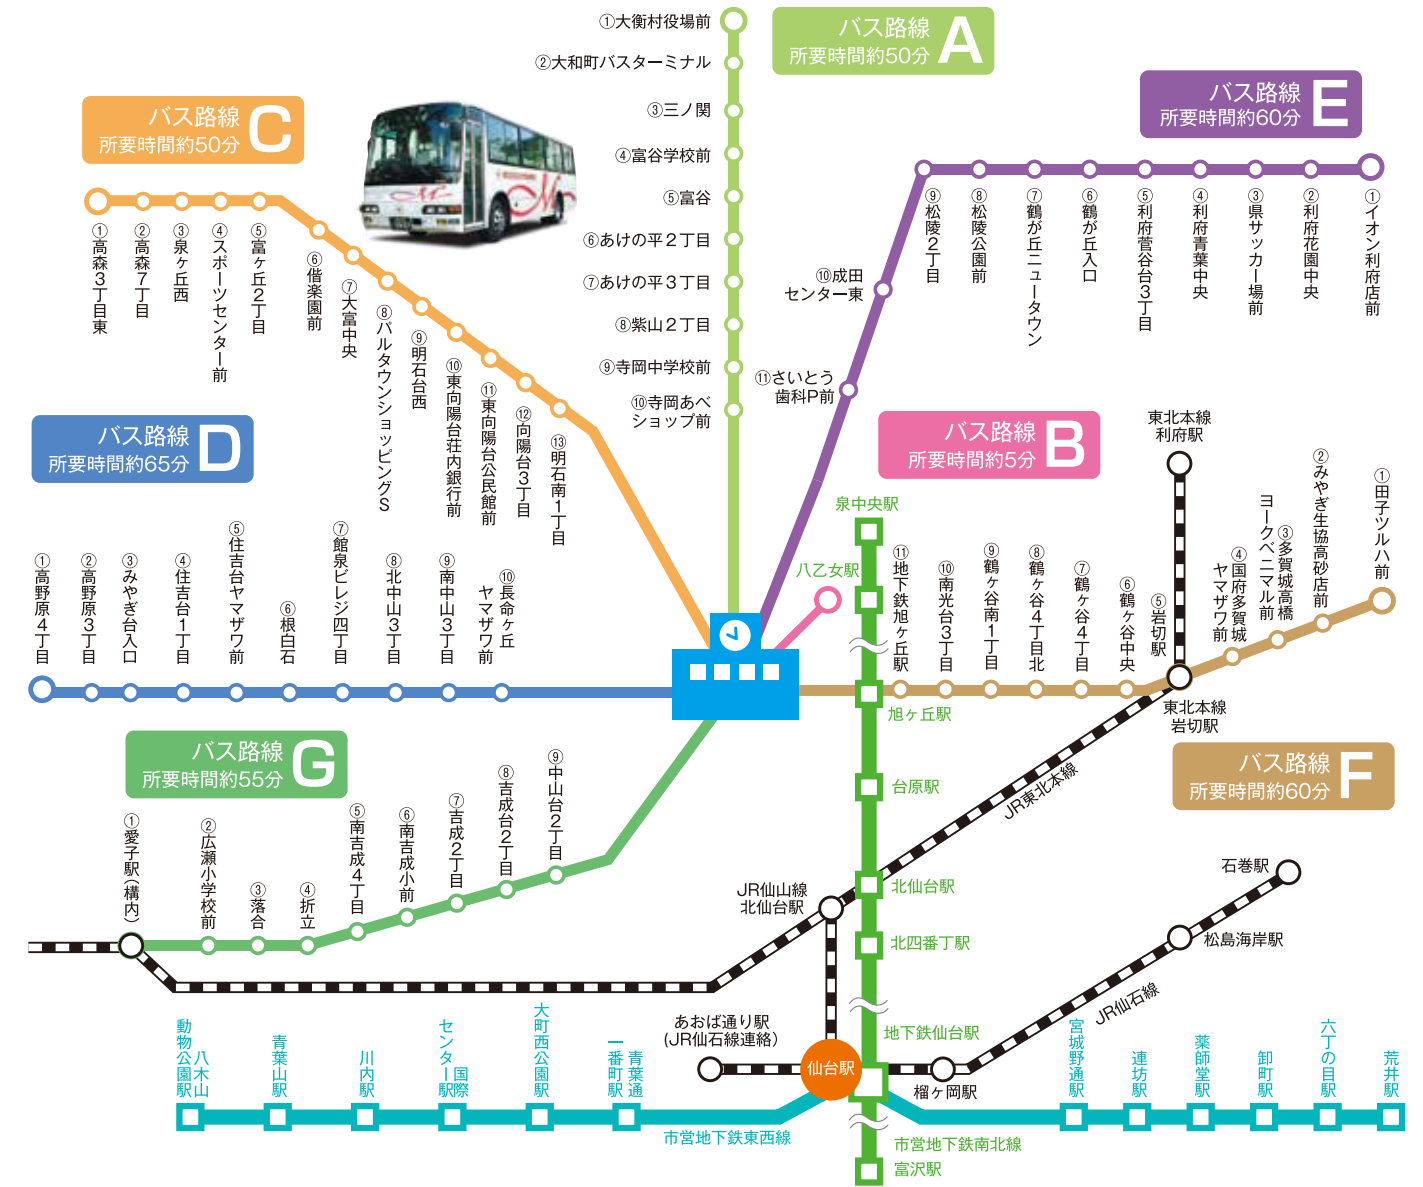 バス路線 A
所要時間約50分
①大衡村役場前
②大和町バスターミナル
③三ノ関
④富谷学校前
⑤富谷
⑥あけの平2丁目
⑦あけの平3丁目
⑧紫山2丁目
⑨寺岡中学校前
⑩寺岡あべ
ショップ前
バス路線 C
所要時間約50分
①高森3丁目東
②高森7丁目
③泉ヶ丘西
④スポーツセンター前
⑤富ヶ丘2丁目
⑥偕楽園前
⑦大富中央
⑧パルタウンショッピングS
⑨明石台西
⑩東向陽台荘内銀行前
⑪東向陽台公民館前
⑫向陽台3丁目
⑬明石南1丁目
バス路線 E
所要時間約60分
①イオン利府店前
②利府花園中央
③県サッカー場前
④利府青葉中央
⑤利府菅谷台3丁目
⑥鶴が丘入口
⑦鶴が丘ニュータウン
⑧松陵公園前
⑨松陵2丁目
⑩成田
センター東
⑪さいとう
歯科P前
バス路線 D
所要時間約65分
①高野原4丁目
②高野原3丁目
③みやぎ台入口
④住吉台1丁目
⑤住吉台ヤマザワ前
⑥根白石
⑦館泉ビレジ四丁目
⑧北中山3丁目
⑨南中山3丁目
⑩長命ヶ丘
ヤマザワ前
バス路線 B
所要時間約5分
泉中央駅
八乙女駅
東北本線
利府駅
①田子ツルハ前
②みやぎ生協高砂店前
③多賀城高橋
ヨークベニマル前
④国府多賀城
ヤマザワ前
⑤岩切駅
⑥鶴ヶ谷中央
⑦鶴ヶ谷4丁目
⑧鶴ヶ谷4丁目北
⑨鶴ヶ谷南1丁目
⑩南光台3丁目
⑪地下鉄旭ヶ丘駅
東北本線
岩切駅
バス路線 F
所要時間約60分
バス路線 G
所要時間約55分
①愛子駅(構内)
②広瀬小学校前
③落合
④折立
⑤南吉成4丁目
⑥南吉成小前
⑦吉成2丁目
⑧吉成台2丁目
⑨中山台2丁目
旭ヶ丘駅
台原駅
北仙台駅
北四番丁駅
地下鉄仙台駅
JR東北本線
JR仙山線
北仙台駅
石巻駅
松島海岸駅
JR仙石線
あおば通り駅
(JR仙石線連絡)
仙台駅
榴ヶ岡駅
八木山
動物公園駅
青葉山駅
川内駅
国際
センター駅
大町西公園駅
青葉通
一番町駅
市営地下鉄東西線
宮城野通駅
連坊駅
薬師堂駅
卸町駅
六丁の目駅
荒井駅
市営地下鉄南北線
富沢駅